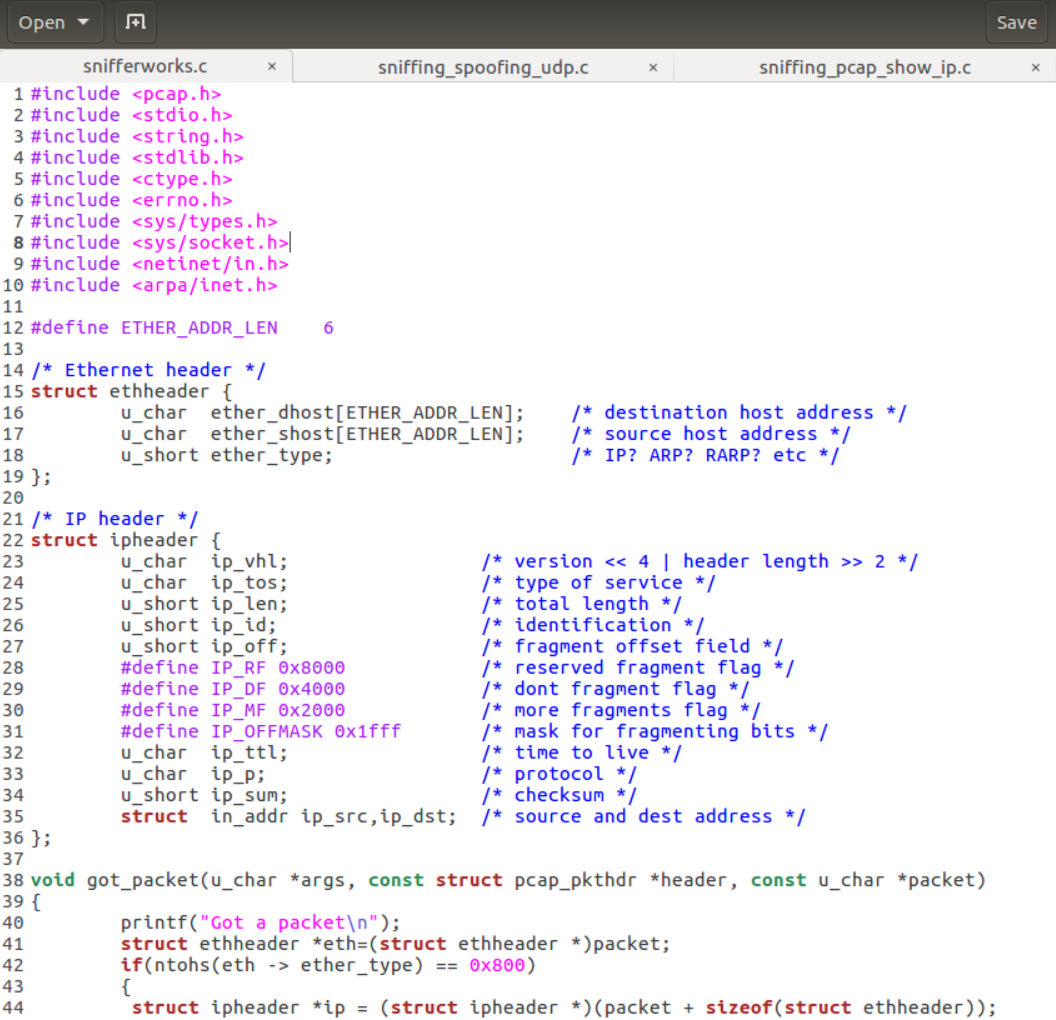 Open Save
snifferworks.c × sniffing_spoofing_udp.c × sniffing_pcap_show_ip.c ×
1 #include <pcap.h>
2 #include <stdio.h>
3 #include <string.h>
4 #include <stdlib.h>
5 #include <ctype.h>
6 #include <errno.h>
7 #include <sys/types.h>
8 #include <sys/socket.h>
9 #include <netinet/in.h>
10 #include <arpa/inet.h>
11
12 #define ETHER_ADDR_LEN    6
13
14 /* Ethernet header */
15 struct ethheader {
16         u_char  ether_dhost[ETHER_ADDR_LEN];    /* destination host address */
17         u_char  ether_shost[ETHER_ADDR_LEN];    /* source host address */
18         u_short ether_type;                     /* IP? ARP? RARP? etc */
19 };
20
21 /* IP header */
22 struct ipheader {
23         u_char  ip_vhl;                 /* version << 4 | header length >> 2 */
24         u_char  ip_tos;                 /* type of service */
25         u_short ip_len;                 /* total length */
26         u_short ip_id;                  /* identification */
27         u_short ip_off;                 /* fragment offset field */
28         #define IP_RF 0x8000            /* reserved fragment flag */
29         #define IP_DF 0x4000            /* dont fragment flag */
30         #define IP_MF 0x2000            /* more fragments flag */
31         #define IP_OFFMASK 0x1fff       /* mask for fragmenting bits */
32         u_char  ip_ttl;                 /* time to live */
33         u_char  ip_p;                   /* protocol */
34         u_short ip_sum;                 /* checksum */
35         struct  in_addr ip_src,ip_dst;  /* source and dest address */
36 };
37
38 void got_packet(u_char *args, const struct pcap_pkthdr *header, const u_char *packet)
39 {
40         printf("Got a packet\n");
41         struct ethheader *eth=(struct ethheader *)packet;
42         if(ntohs(eth -> ether_type) == 0x800)
43         {
44          struct ipheader *ip = (struct ipheader *)(packet + sizeof(struct ethheader));